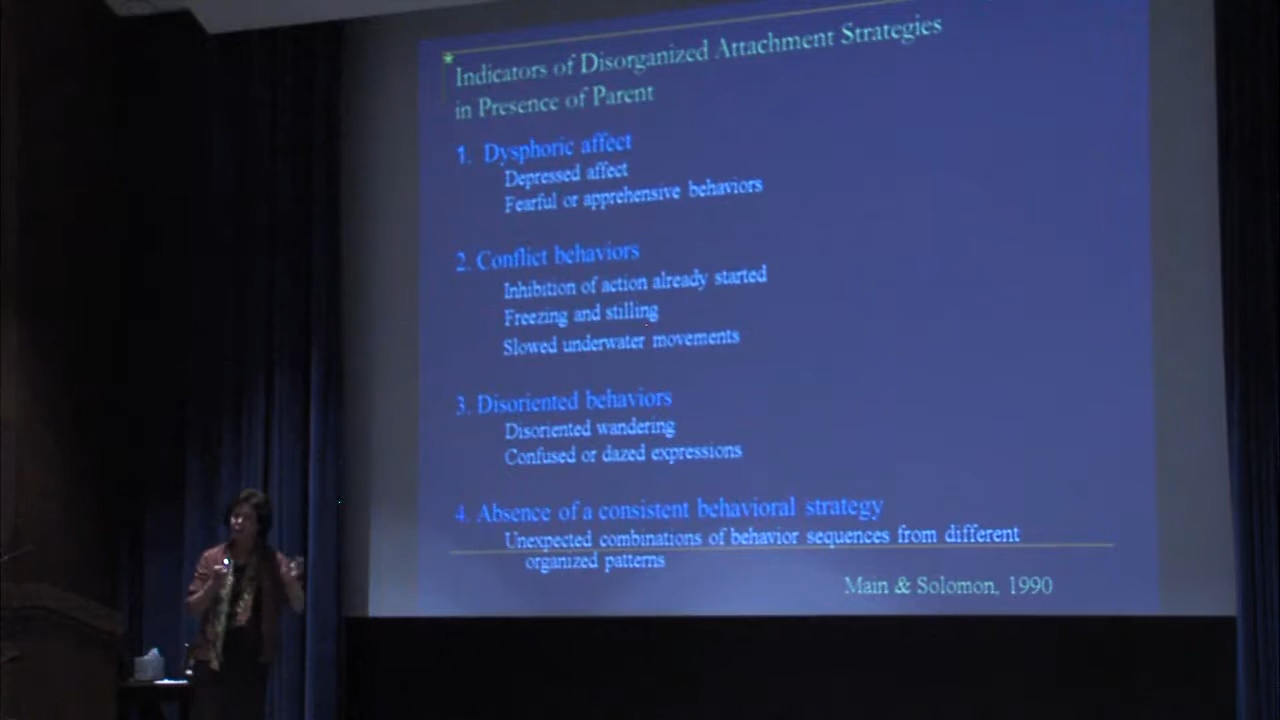 * Indicators of Disorganized Attachment Strategies
in Presence of Parent
1. Dysphoric affect
Depressed affect
Fearful or apprehensive behaviors
2. Conflict behaviors
Inhibition of action already started
Freezing and stilling
Slowed underwater movements
3. Disoriented behaviors
Disoriented wandering
Confused or dazed expressions
4. Absence of a consistent behavioral strategy
Unexpected combinations of behavior sequences from different
organized patterns
Main & Solomon, 1990